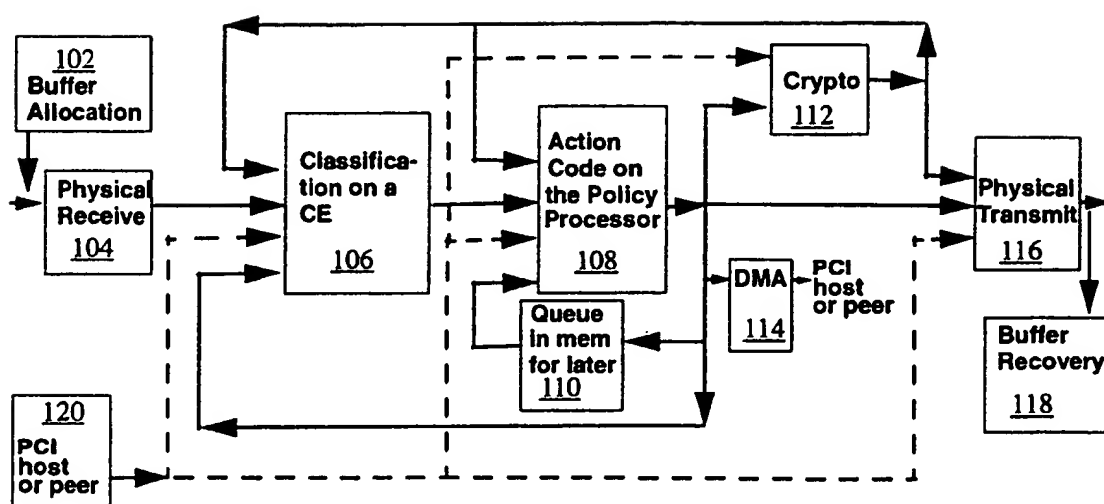 102
Buffer
Allocation
Physical
Receive
104
Classifica-
tion on a
CE
106
Action
Code on
the Policy
Processor
108
Crypto
112
Physical
Transmit
116
DMA
114
PCI
host
or peer
Queue
in mem
for later
110
Buffer
Recovery
118
120
PCI
host
or peer